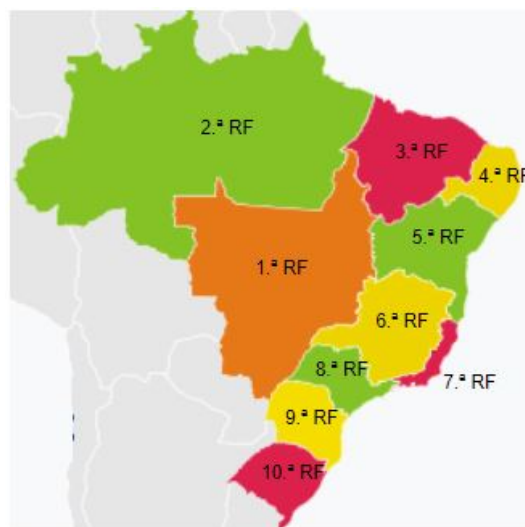 2.ª RF
3.ª RF
4.ª RF
5.ª RF
1.ª RF
6.ª RF
8.ª RF
7.ª RF
9.ª RF
10.ª RF